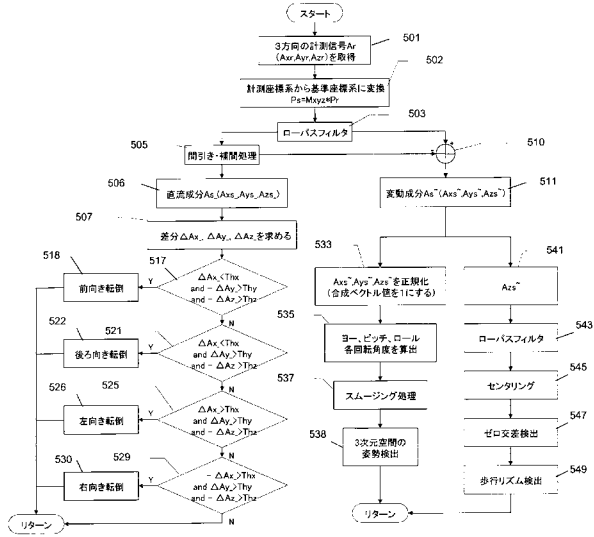 スタート
501
3方向の計測信号Ar
(Axr,Ayr,Azr)を取得
502
計測座標系から基準座標系に変換
Ps=Mxyz*Pr
503
ローパスフィルタ
505
間引き・補間処理
510
506
直流成分As_(Axs_,Ays_,Azs_)
511
変動成分As~(Axs~,Ays~,Azs~)
507
差分△Ax_、△Ay_、△Az_を求める
518
517
前向き転倒
Y
△Ax_<Thx
and - △Ay_>Thy
and △Az_>Thz
N
522
521
後ろ向き転倒
Y
△Ax_<Thx
and △Ay_>Thy
and △Az_>Thz
N
526
525
左向き転倒
Y
△Ax_>Thx
and △Ay_>Thy
and - △Az_>Thz
N
530
529
右向き転倒
Y
- △Ax_>Thx
and △Ay_>Thy
and - △Az_>Thz
N
リターン
533
Axs~,Ays~,Azs~を正規化
(合成ベクトル値を1にする)
535
ヨー、ピッチ、ロール
各回転角度を算出
537
スムージング処理
538
3次元空間の
姿勢検出
リターン
541
Azs~
543
ローパスフィルタ
545
センタリング
547
ゼロ交差検出
549
歩行リズム検出